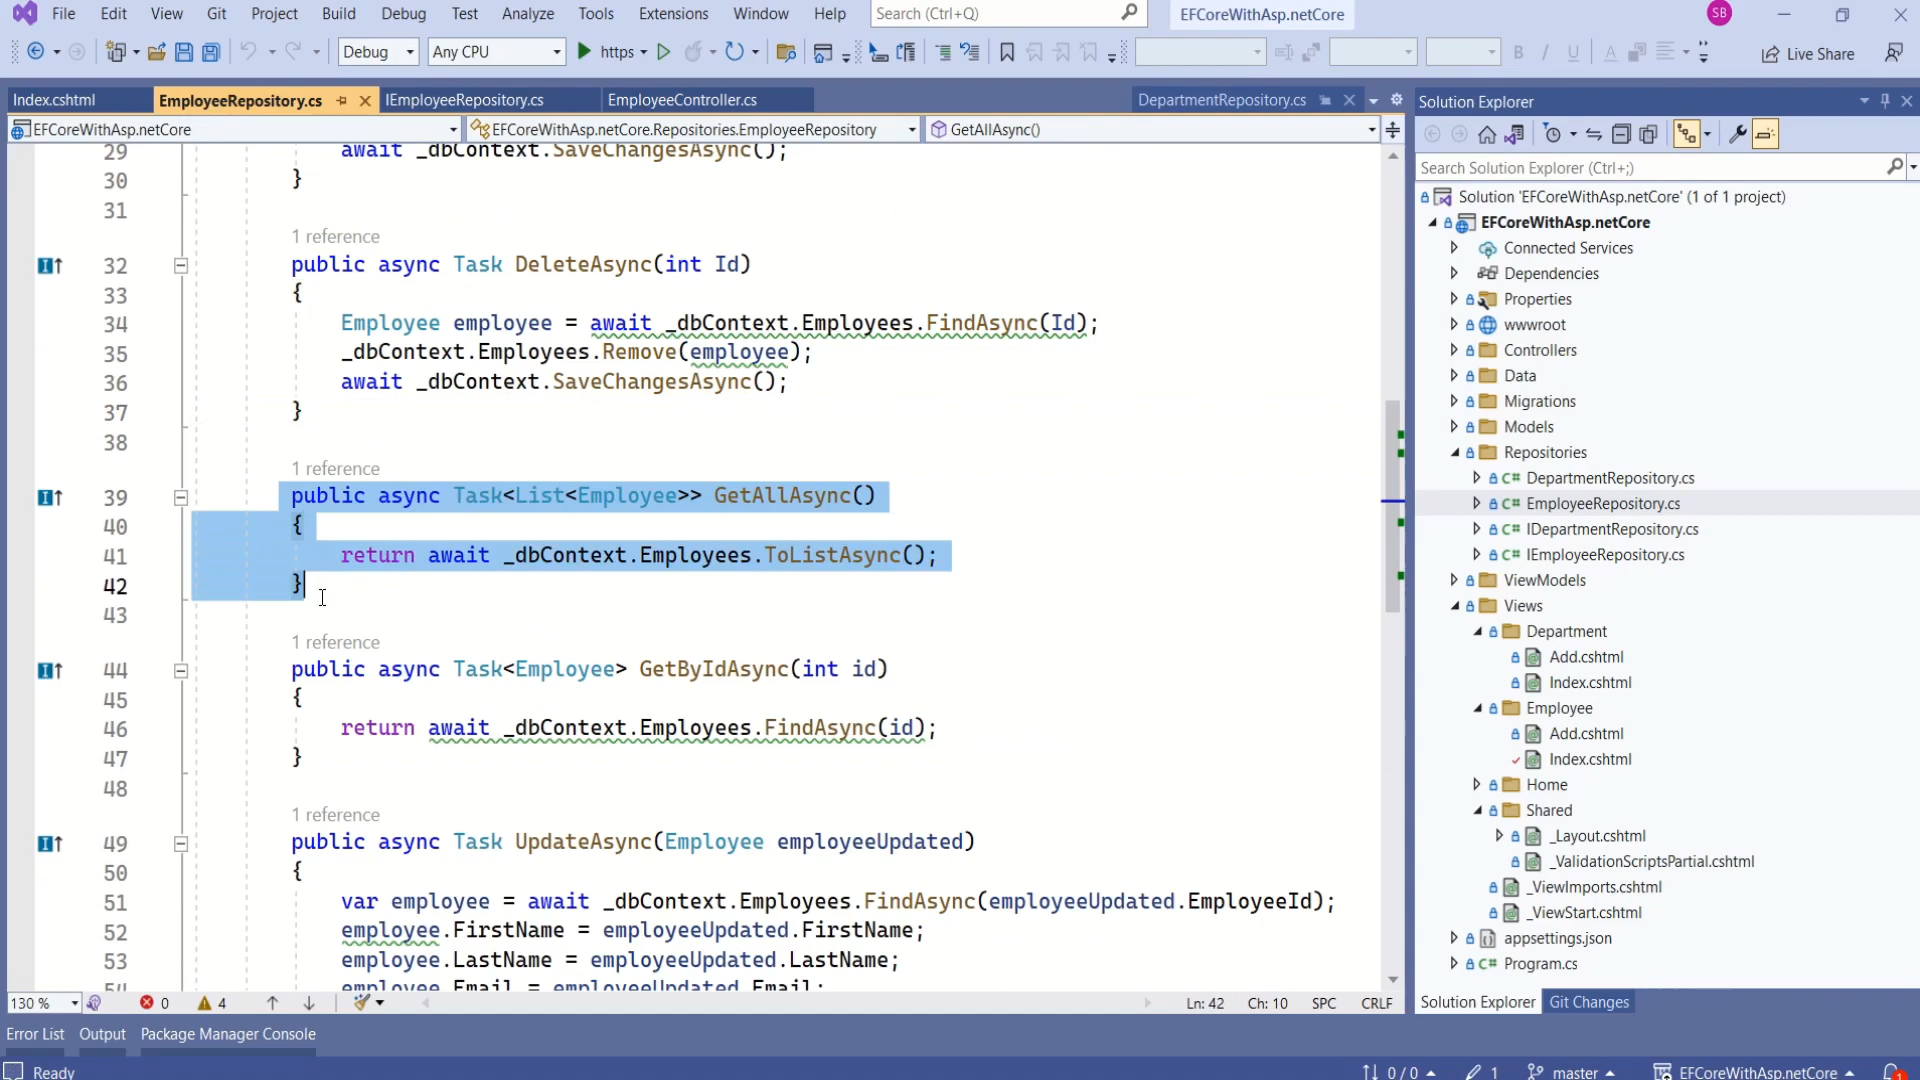 File Edit View Git Project Build Debug Test Analyze Tools Extensions Window Help Search (Ctrl+Q) EFCoreWithAsp.netCore SB
Debug Any CPU https Live Share
Index.cshtml EmployeeRepository.cs IEmployeeRepository.cs EmployeeController.cs DepartmentRepository.cs
EFCoreWithAsp.netCore EFCoreWithAsp.netCore.Repositories.EmployeeRepository GetAllAsync()
29 await _dbContext.SaveChangesAsync();
30 }
31
1 reference
32 public async Task DeleteAsync(int Id)
33 {
34 Employee employee = await _dbContext.Employees.FindAsync(Id);
35 _dbContext.Employees.Remove(employee);
36 await _dbContext.SaveChangesAsync();
37 }
38
1 reference
39 public async Task<List<Employee>> GetAllAsync()
40 {
41 return await _dbContext.Employees.ToListAsync();
42 }
43
1 reference
44 public async Task<Employee> GetByIdAsync(int id)
45 {
46 return await _dbContext.Employees.FindAsync(id);
47 }
48
1 reference
49 public async Task UpdateAsync(Employee employeeUpdated)
50 {
51 var employee = await _dbContext.Employees.FindAsync(employeeUpdated.EmployeeId);
52 employee.FirstName = employeeUpdated.FirstName;
53 employee.LastName = employeeUpdated.LastName;
54 employee.Email = employeeUpdated.Email;
130 % 0 4 Ln: 42 Ch: 10 SPC CRLF
Solution Explorer
Search Solution Explorer (Ctrl+;)
Solution 'EFCoreWithAsp.netCore' (1 of 1 project)
EFCoreWithAsp.netCore
Connected Services
Dependencies
Properties
wwwroot
Controllers
Data
Migrations
Models
Repositories
C# DepartmentRepository.cs
C# EmployeeRepository.cs
C# IDepartmentRepository.cs
C# IEmployeeRepository.cs
ViewModels
Views
Department
Add.cshtml
Index.cshtml
Employee
Add.cshtml
Index.cshtml
Home
Shared
_Layout.cshtml
_ValidationScriptsPartial.cshtml
_ViewImports.cshtml
_ViewStart.cshtml
appsettings.json
C# Program.cs
Solution Explorer Git Changes
Error List Output Package Manager Console
Ready 0 / 0 1 master EFCoreWithAsp.netCore 1